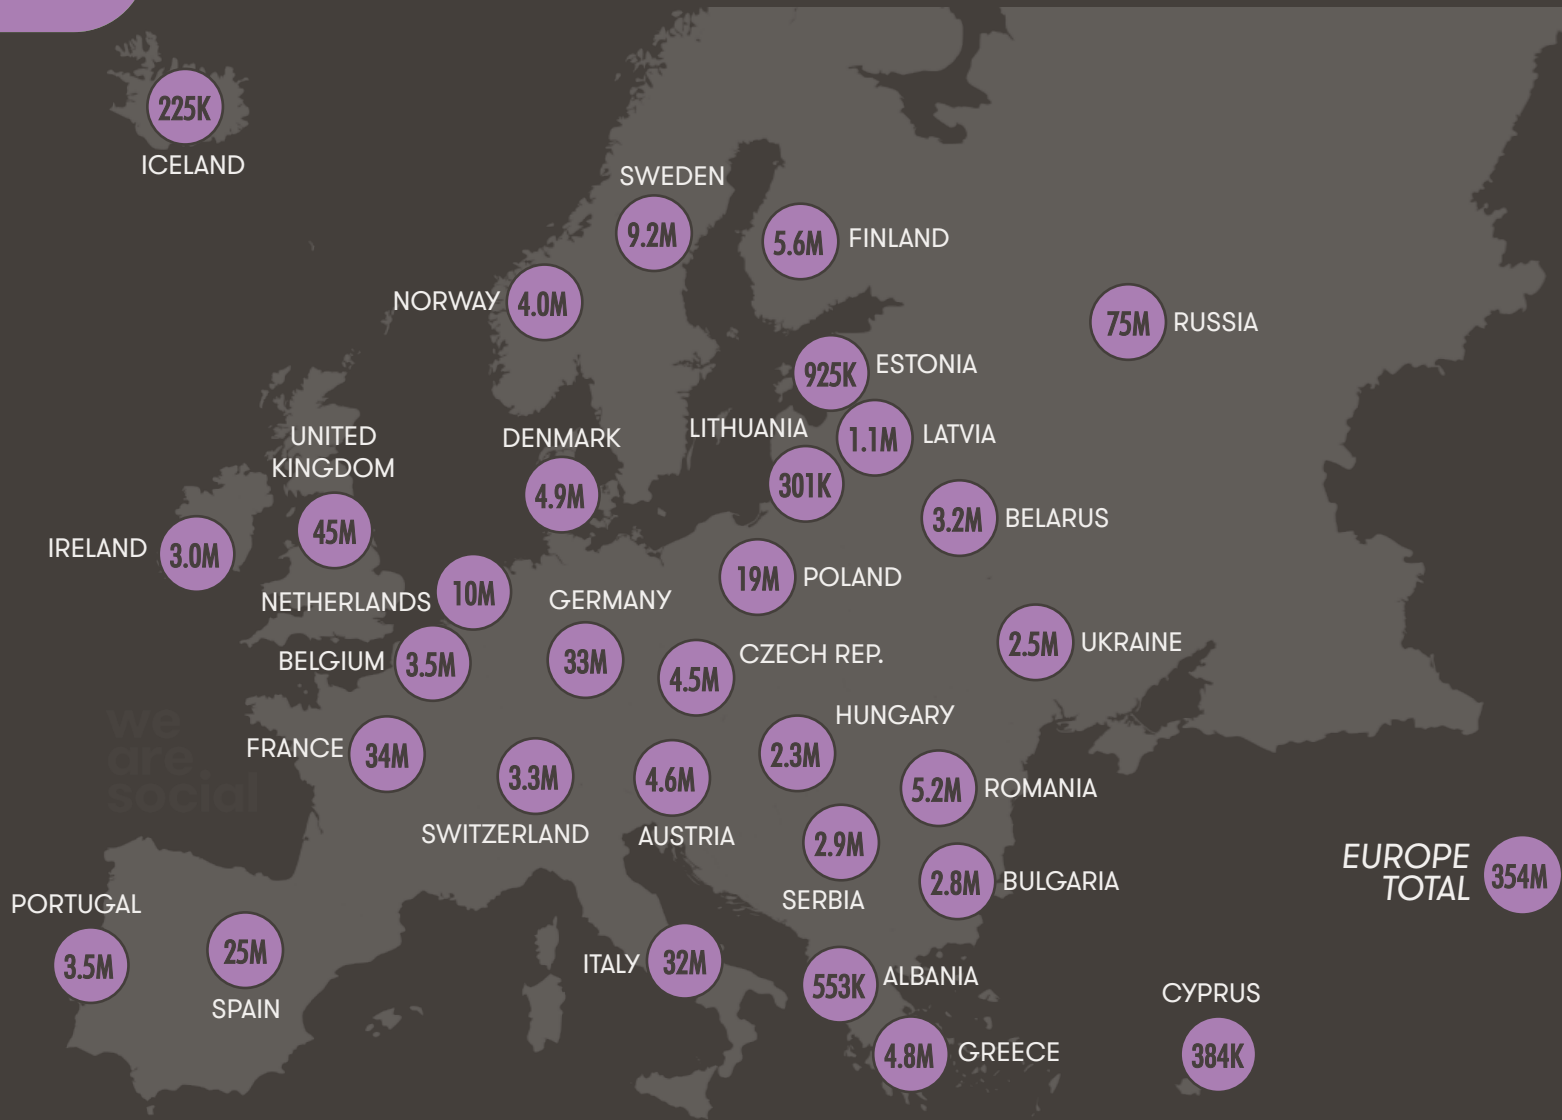 225K
ICELAND
SWEDEN
9.2M
5.6M FINLAND
NORWAY 4.0M
75M RUSSIA
925K ESTONIA
LITHUANIA
301K
1.1M LATVIA
UNITED
KINGDOM
45M
DENMARK
4.9M
3.2M BELARUS
IRELAND 3.0M
19M POLAND
NETHERLANDS 10M
GERMANY
33M
2.5M UKRAINE
BELGIUM 3.5M
CZECH REP.
4.5M
we
are
social
HUNGARY
2.3M
FRANCE 34M
3.3M
SWITZERLAND
4.6M
AUSTRIA
5.2M ROMANIA
2.9M
SERBIA
2.8M BULGARIA
EUROPE
TOTAL
354M
PORTUGAL
3.5M
25M
SPAIN
ITALY 32M
553K ALBANIA
CYPRUS
384K
4.8M GREECE